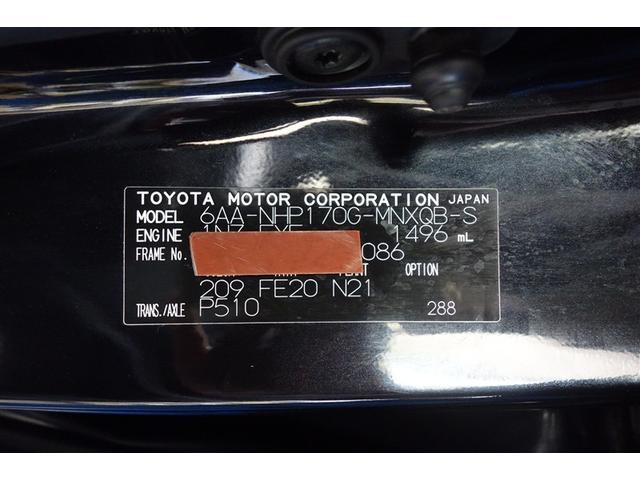 TOYOTA MOTOR CORPORATION JAPAN
MODEL 6AA-NHP170G-MNXQB-S
ENGINE 1496 mL
FRAME No. 086
OPTION
209 FE20 N21
TRANS./AXLE P510 288